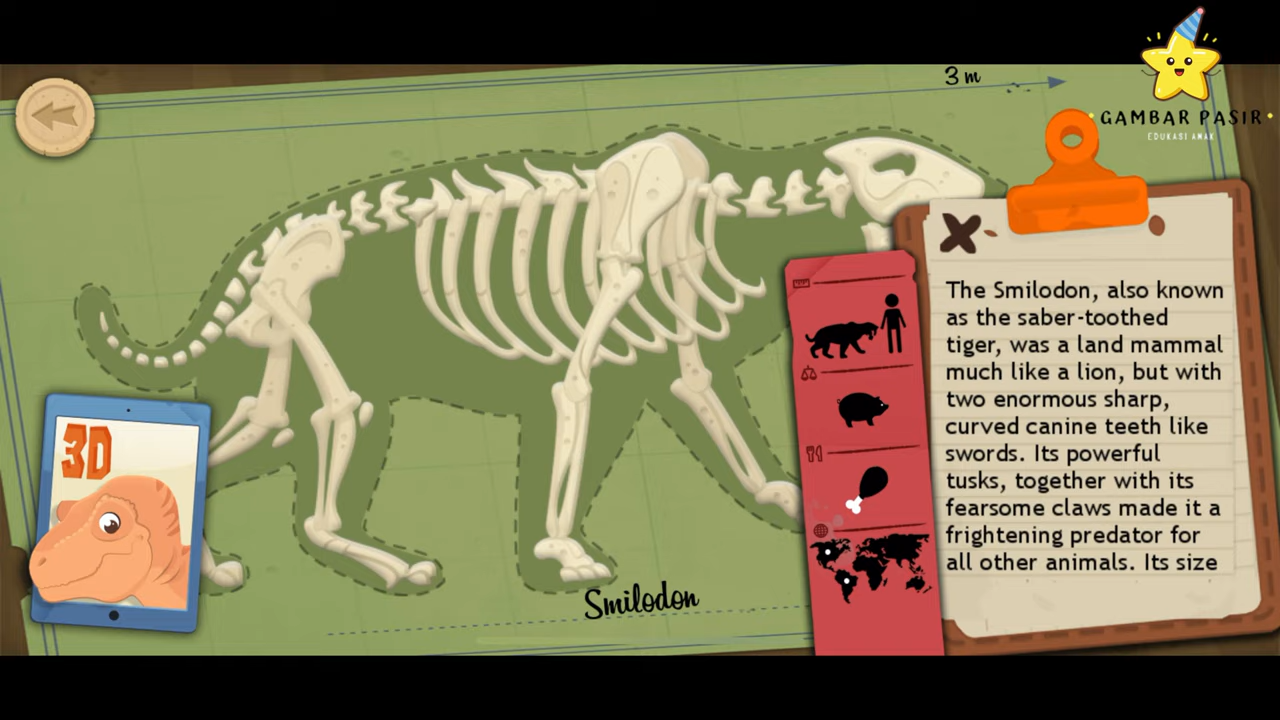 3 m
GAMBAR PASIR
EDUKASI ANAK
3D
Smilodon
The Smilodon, also known
as the saber-toothed
tiger, was a land mammal
much like a lion, but with
two enormous sharp,
curved canine teeth like
swords. Its powerful
tusks, together with its
fearsome claws made it a
frightening predator for
all other animals. Its size